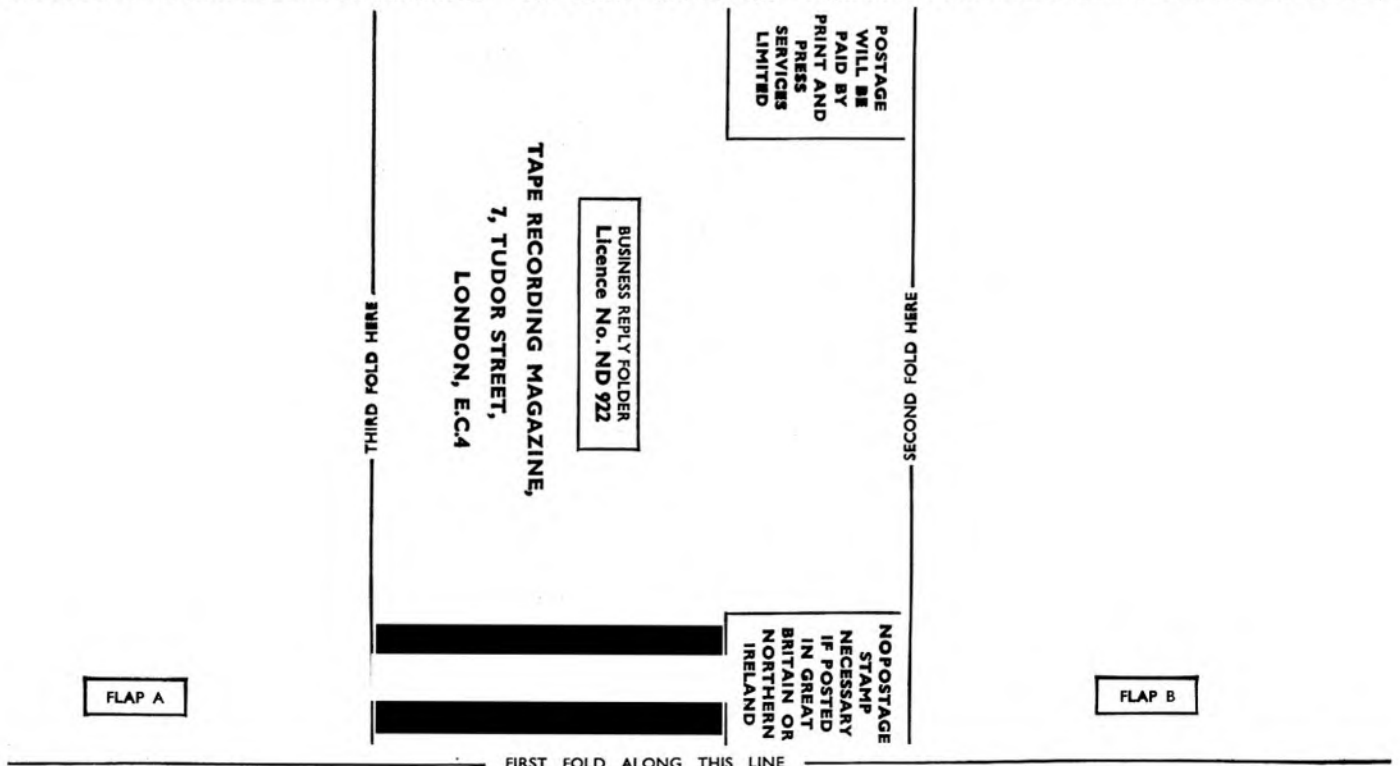 POSTAGE
WILL BE
PAID BY
PRINT AND
PRESS
SERVICES
LIMITED
NOPOSTAGE
STAMP
NECESSARY
IF POSTED
IN GREAT
BRITAIN OR
NORTHERN
IRELAND
SECOND FOLD HERE
BUSINESS REPLY FOLDER
Licence No. ND 922
TAPE RECORDING MAGAZINE,
7, TUDOR STREET,
LONDON, E.C.4
THIRD FOLD HERE
FLAP A
FLAP B
FIRST FOLD ALONG THIS LINE